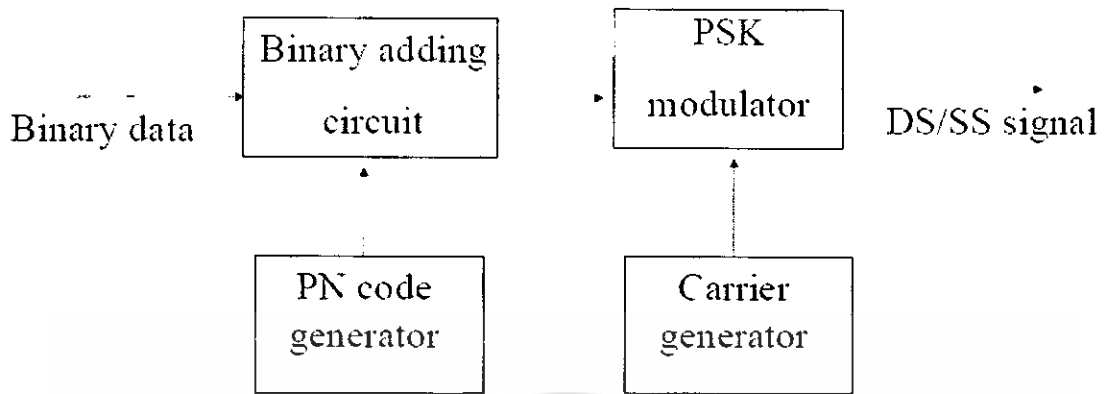 Binary adding
circuit
PSK
modulator
Binary data
DS/SS signal
PN code
generator
Carrier
generator